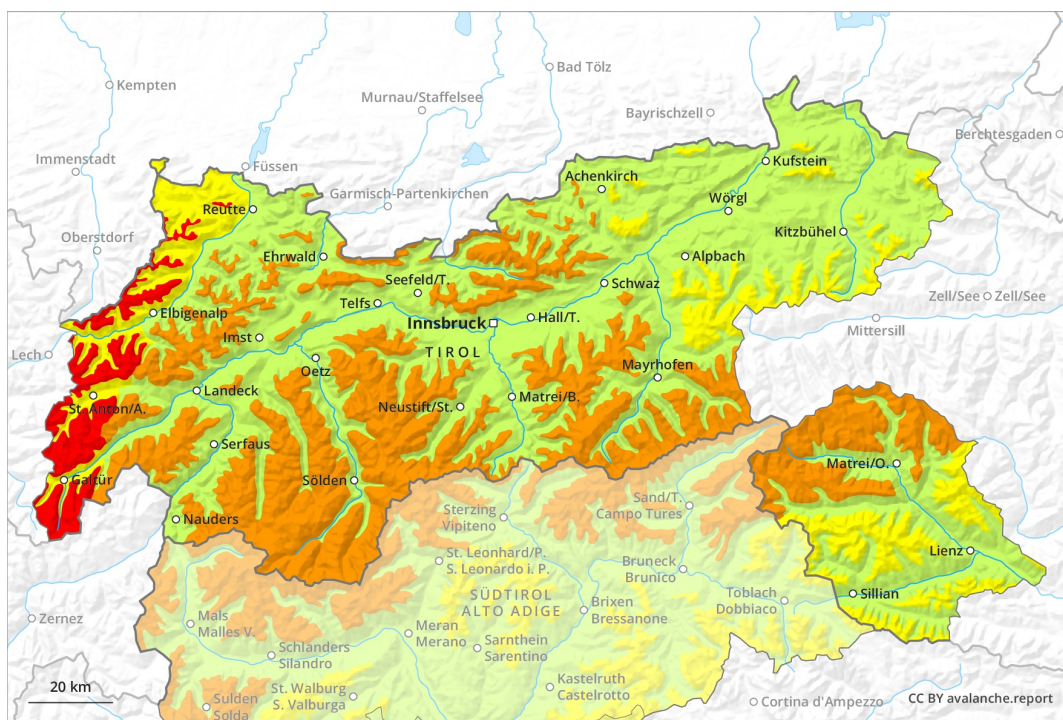 Kempten
Bad Tölz
Murnau/Staffelsee
Bayrischzell
Berchtesgaden
Immenstadt
Füssen
Kufstein
Achenkirch
Garmisch-Partenkirchen
Wörgl
Reutte
Oberstdorf
Kitzbühel
Ehrwald
Alpbach
Seefeld/T.
Schwaz
Zell/See
Zell/See
Telfs
Elbigenalp
Innsbruck
Hall/T.
Mittersill
Imst
Lech
TIROL
Oetz
Mayrhofen
Landeck
Matrei/B.
St. Anton/A.
Neustift/St.
Serfaus
Matrei/O.
Galtür
Sölden
Sand/T.
Campo Tures
Sterzing
Vipiteno
Nauders
Lienz
St. Leonhard/P.
S. Leonardo i. P.
Bruneck
Brunico
SÜDTIROL
ALTO ADIGE
Toblach
Dobbiaco
Sillian
Zernez
Mals
Malles V.
Brixen
Bressanone
Meran
Merano
Sarnthein
Sarentino
Schlanders
Silandro
20 km
St. Walburg
S. Valburga
Kastelruth
Castelrotto
Sulden
Solda
Cortina d'Ampezzo
CC BY avalanche.report